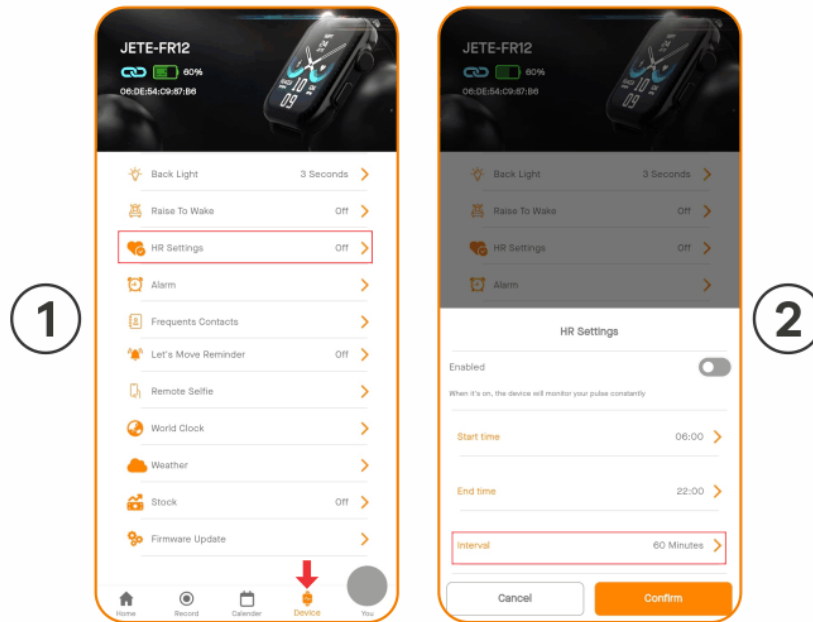 1
JETE-FR12
60%
06:DE:54:C9:87:B6
Back Light 3 Seconds
Raise To Wake Off
HR Settings Off
Alarm
Frequents Contacts
Let's Move Reminder Off
Remote Selfie
World Clock
Weather
Stock Off
Firmware Update
Home Record Calender Device You
2
JETE-FR12
60%
06:DE:54:C9:87:B6
Back Light 3 Seconds
Raise To Wake Off
HR Settings Off
Alarm
HR Settings
Enabled
When it's on, the device will monitor your pulse constantly
Start time 06:00
End time 22:00
Interval 60 Minutes
Cancel Confirm